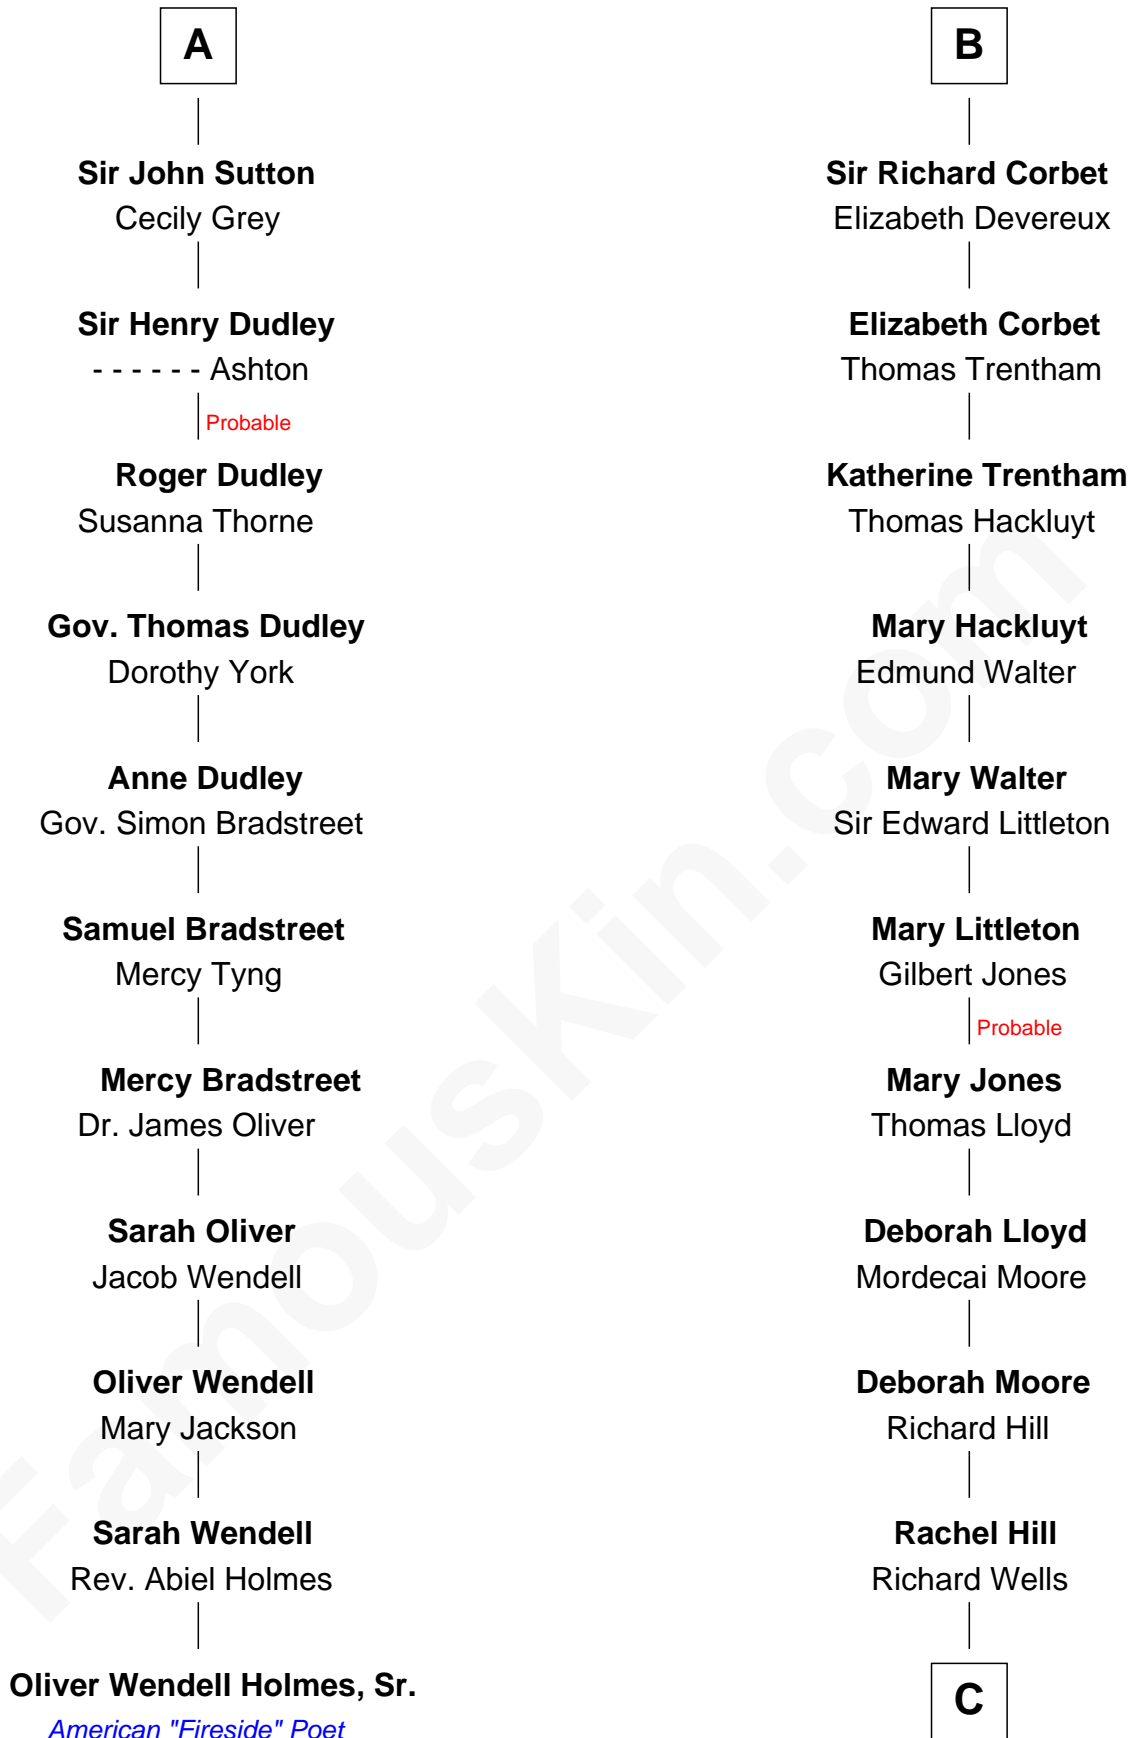 A
Sir John Sutton
Cecily Grey
Sir Henry Dudley
- - - - - - Ashton
Probable
Roger Dudley
Susanna Thorne
Gov. Thomas Dudley
Dorothy York
Anne Dudley
Gov. Simon Bradstreet
Samuel Bradstreet
Mercy Tyng
Mercy Bradstreet
Dr. James Oliver
Sarah Oliver
Jacob Wendell
Oliver Wendell
Mary Jackson
Sarah Wendell
Rev. Abiel Holmes
Oliver Wendell Holmes, Sr.
American "Fireside" Poet
B
Sir Richard Corbet
Elizabeth Devereux
Elizabeth Corbet
Thomas Trentham
Katherine Trentham
Thomas Hackluyt
Mary Hackluyt
Edmund Walter
Mary Walter
Sir Edward Littleton
Mary Littleton
Gilbert Jones
Probable
Mary Jones
Thomas Lloyd
Deborah Lloyd
Mordecai Moore
Deborah Moore
Richard Hill
Rachel Hill
Richard Wells
C
FamousKin.com